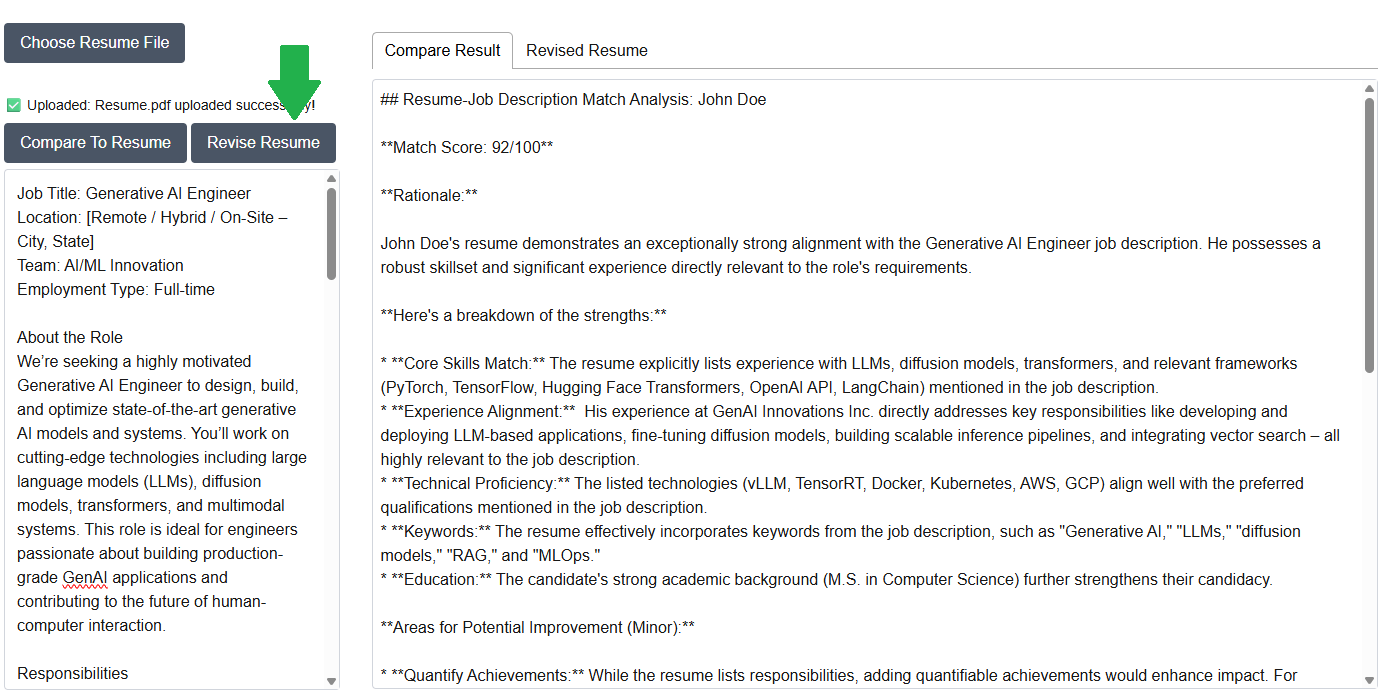 Choose Resume File
Uploaded: Resume.pdf uploaded y!
Compare To Resume
Revise Resume
Job Title: Generative AI Engineer
Location: [Remote / Hybrid / On-Site –
City, State]
Team: AI/ML Innovation
Employment Type: Full-time
About the Role
We’re seeking a highly motivated
Generative AI Engineer to design, build,
and optimize state-of-the-art generative
AI models and systems. You’ll work on
cutting-edge technologies including large
language models (LLMs), diffusion
models, transformers, and multimodal
systems. This role is ideal for engineers
passionate about building production-
grade GenAI applications and
contributing to the future of human-
computer interaction.
Responsibilities
Compare Result
Revised Resume
## Resume-Job Description Match Analysis: John Doe
**Match Score: 92/100**
**Rationale:**
John Doe's resume demonstrates an exceptionally strong alignment with the Generative AI Engineer job description. He possesses a
robust skillset and significant experience directly relevant to the role's requirements.
**Here's a breakdown of the strengths:**
* **Core Skills Match:** The resume explicitly lists experience with LLMs, diffusion models, transformers, and relevant frameworks
(PyTorch, TensorFlow, Hugging Face Transformers, OpenAI API, LangChain) mentioned in the job description.
* **Experience Alignment:** His experience at GenAI Innovations Inc. directly addresses key responsibilities like developing and
deploying LLM-based applications, fine-tuning diffusion models, building scalable inference pipelines, and integrating vector search – all
highly relevant to the job description.
* **Technical Proficiency:** The listed technologies (vLLM, TensorRT, Docker, Kubernetes, AWS, GCP) align well with the preferred
qualifications mentioned in the job description.
* **Keywords:** The resume effectively incorporates keywords from the job description, such as "Generative AI," "LLMs," "diffusion
models," "RAG," and "MLOps."
* **Education:** The candidate's strong academic background (M.S. in Computer Science) further strengthens their candidacy.
**Areas for Potential Improvement (Minor):**
* **Quantify Achievements:** While the resume lists responsibilities, adding quantifiable achievements would enhance impact. For